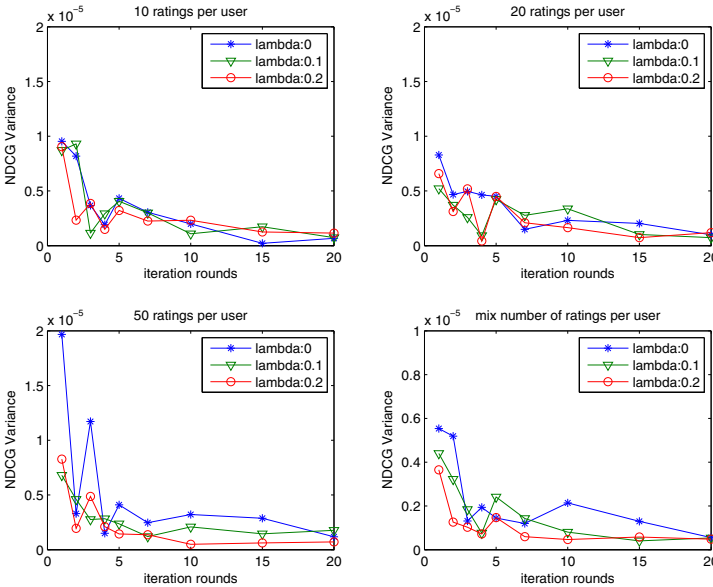 10 ratings per user
x 10^-5
2
1.5
1
0.5
0
0 5 10 15 20
NDCG Variance
iteration rounds
lambda:0
lambda:0.1
lambda:0.2
20 ratings per user
x 10^-5
2
1.5
1
0.5
0
0 5 10 15 20
NDCG Variance
iteration rounds
lambda:0
lambda:0.1
lambda:0.2
50 ratings per user
x 10^-5
2
1.5
1
0.5
0
0 5 10 15 20
NDCG Variance
iteration rounds
lambda:0
lambda:0.1
lambda:0.2
mix number of ratings per user
x 10^-5
1
0.8
0.6
0.4
0.2
0
0 5 10 15 20
NDCG Variance
iteration rounds
lambda:0
lambda:0.1
lambda:0.2